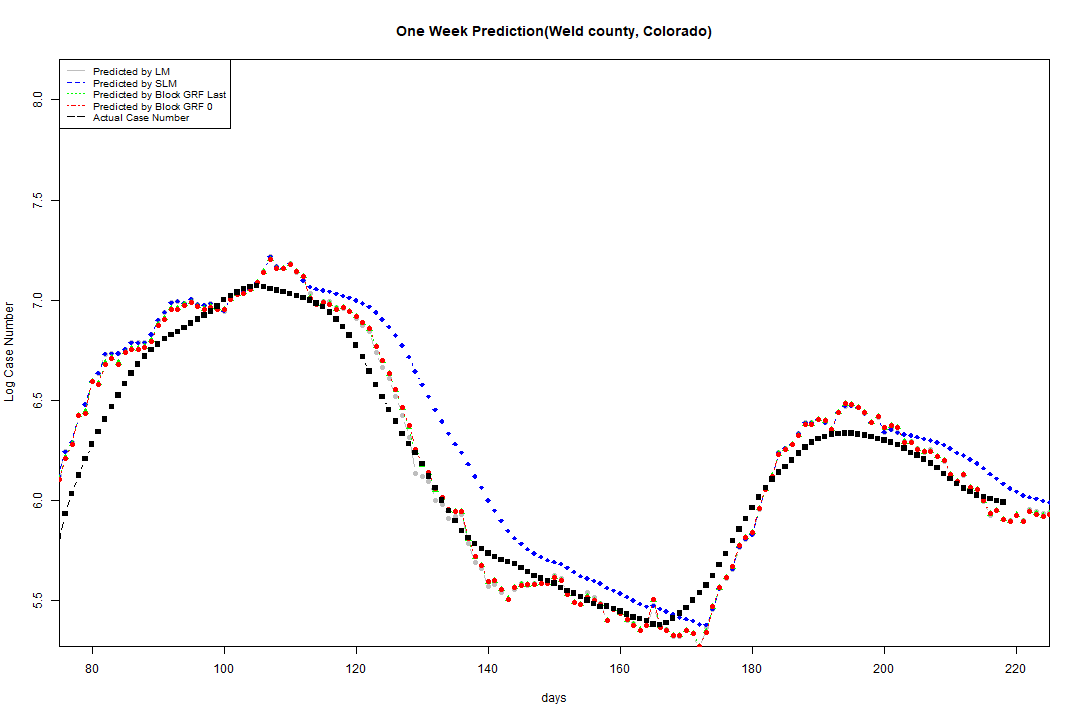 One Week Prediction(Weld county, Colorado)
Predicted by LM
Predicted by SLM
Predicted by Block GRF Last
Predicted by Block GRF 0
Actual Case Number
8.0
7.5
7.0
6.5
6.0
5.5
Log Case Number
80 100 120 140 160 180 200 220
days